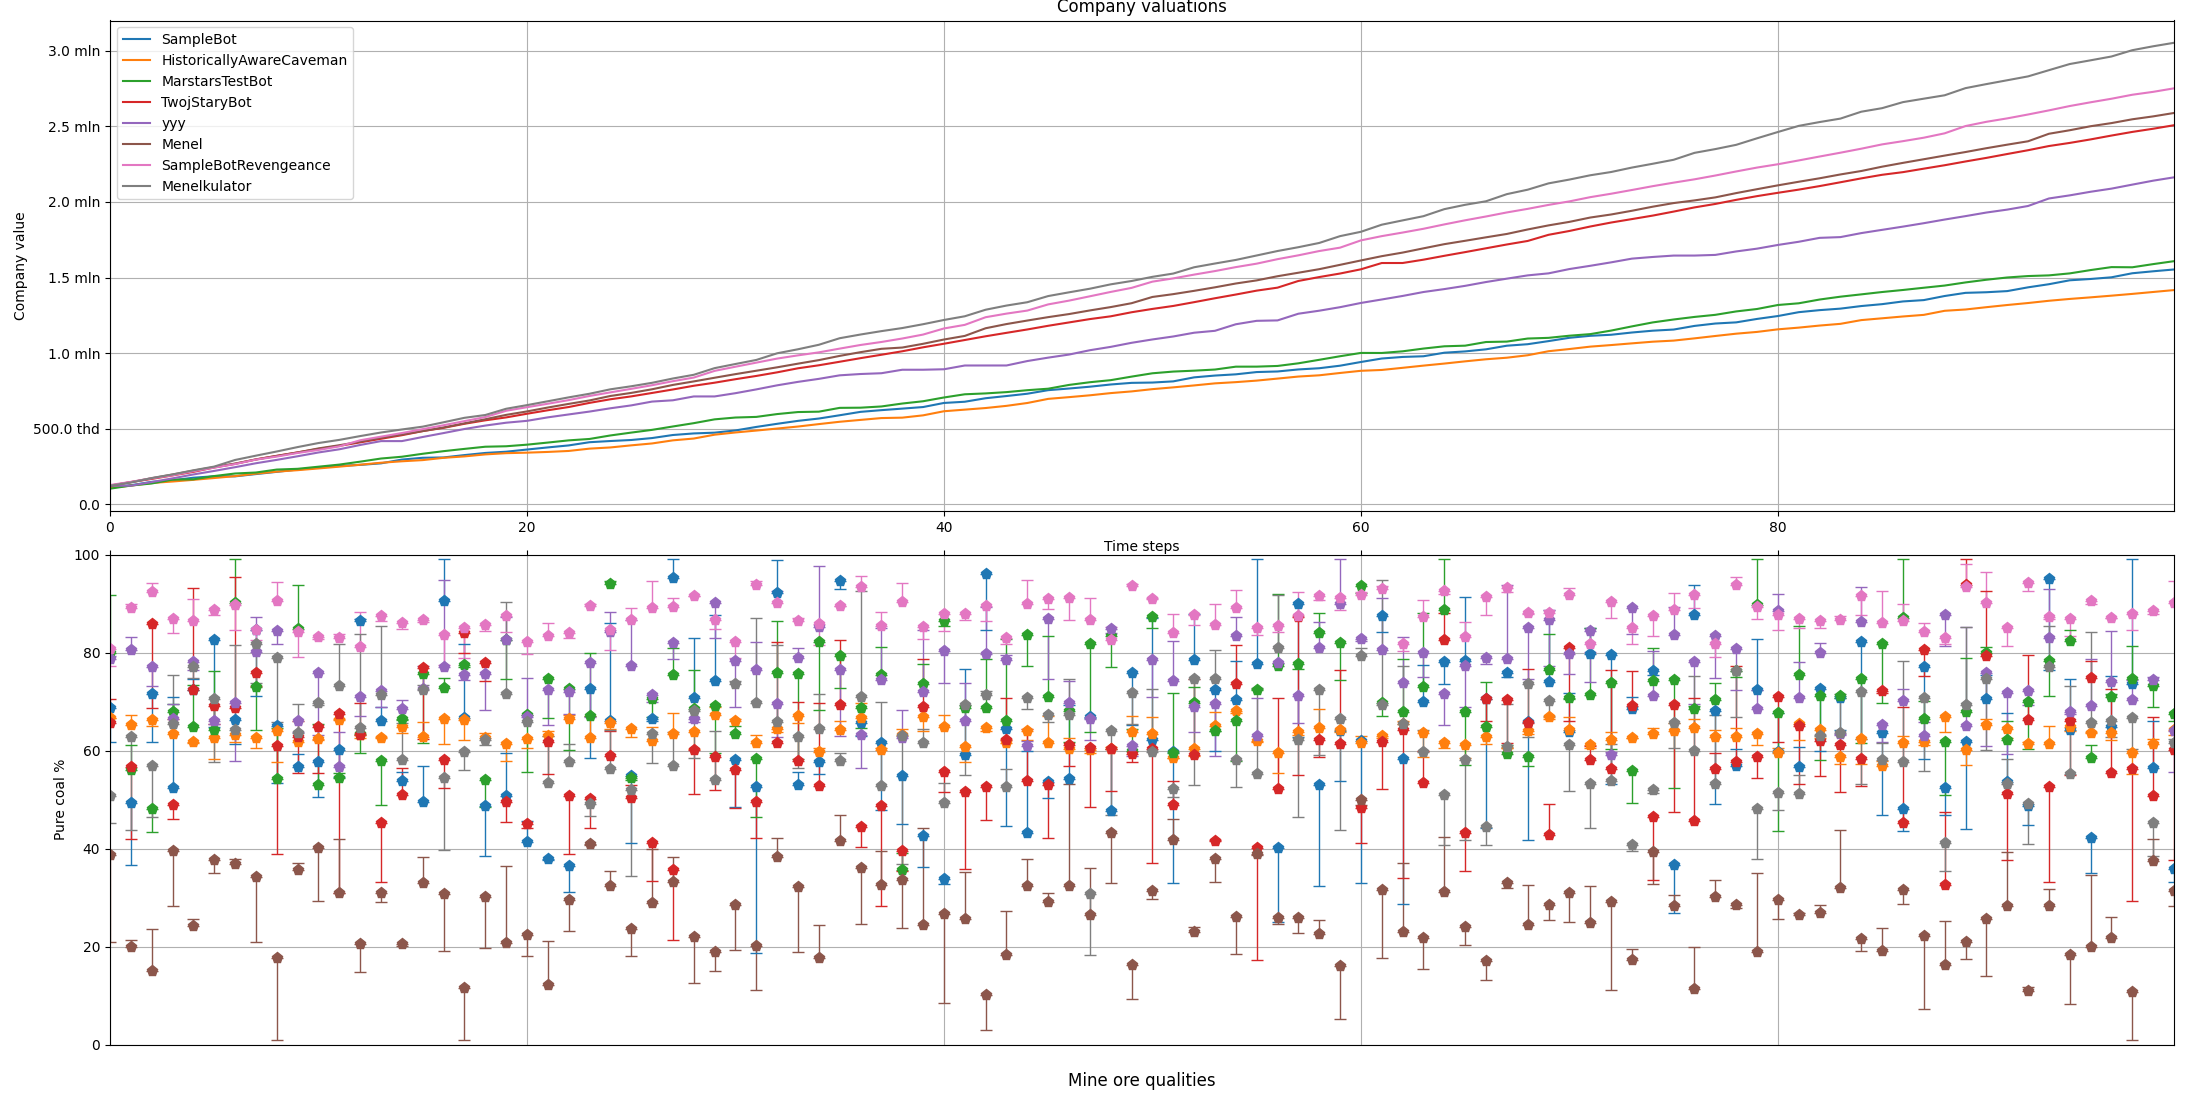 Company valuations
SampleBot
HistoricallyAwareCaveman
MarstarsTestBot
TwojStaryBot
yyy
Menel
SampleBotRevengeance
Menelkulator
Company value
3.0 mln
2.5 mln
2.0 mln
1.5 mln
1.0 mln
500.0 thd
0.0
0 20 40 60 80
Time steps
Pure coal %
100
80
60
40
20
0
Mine ore qualities